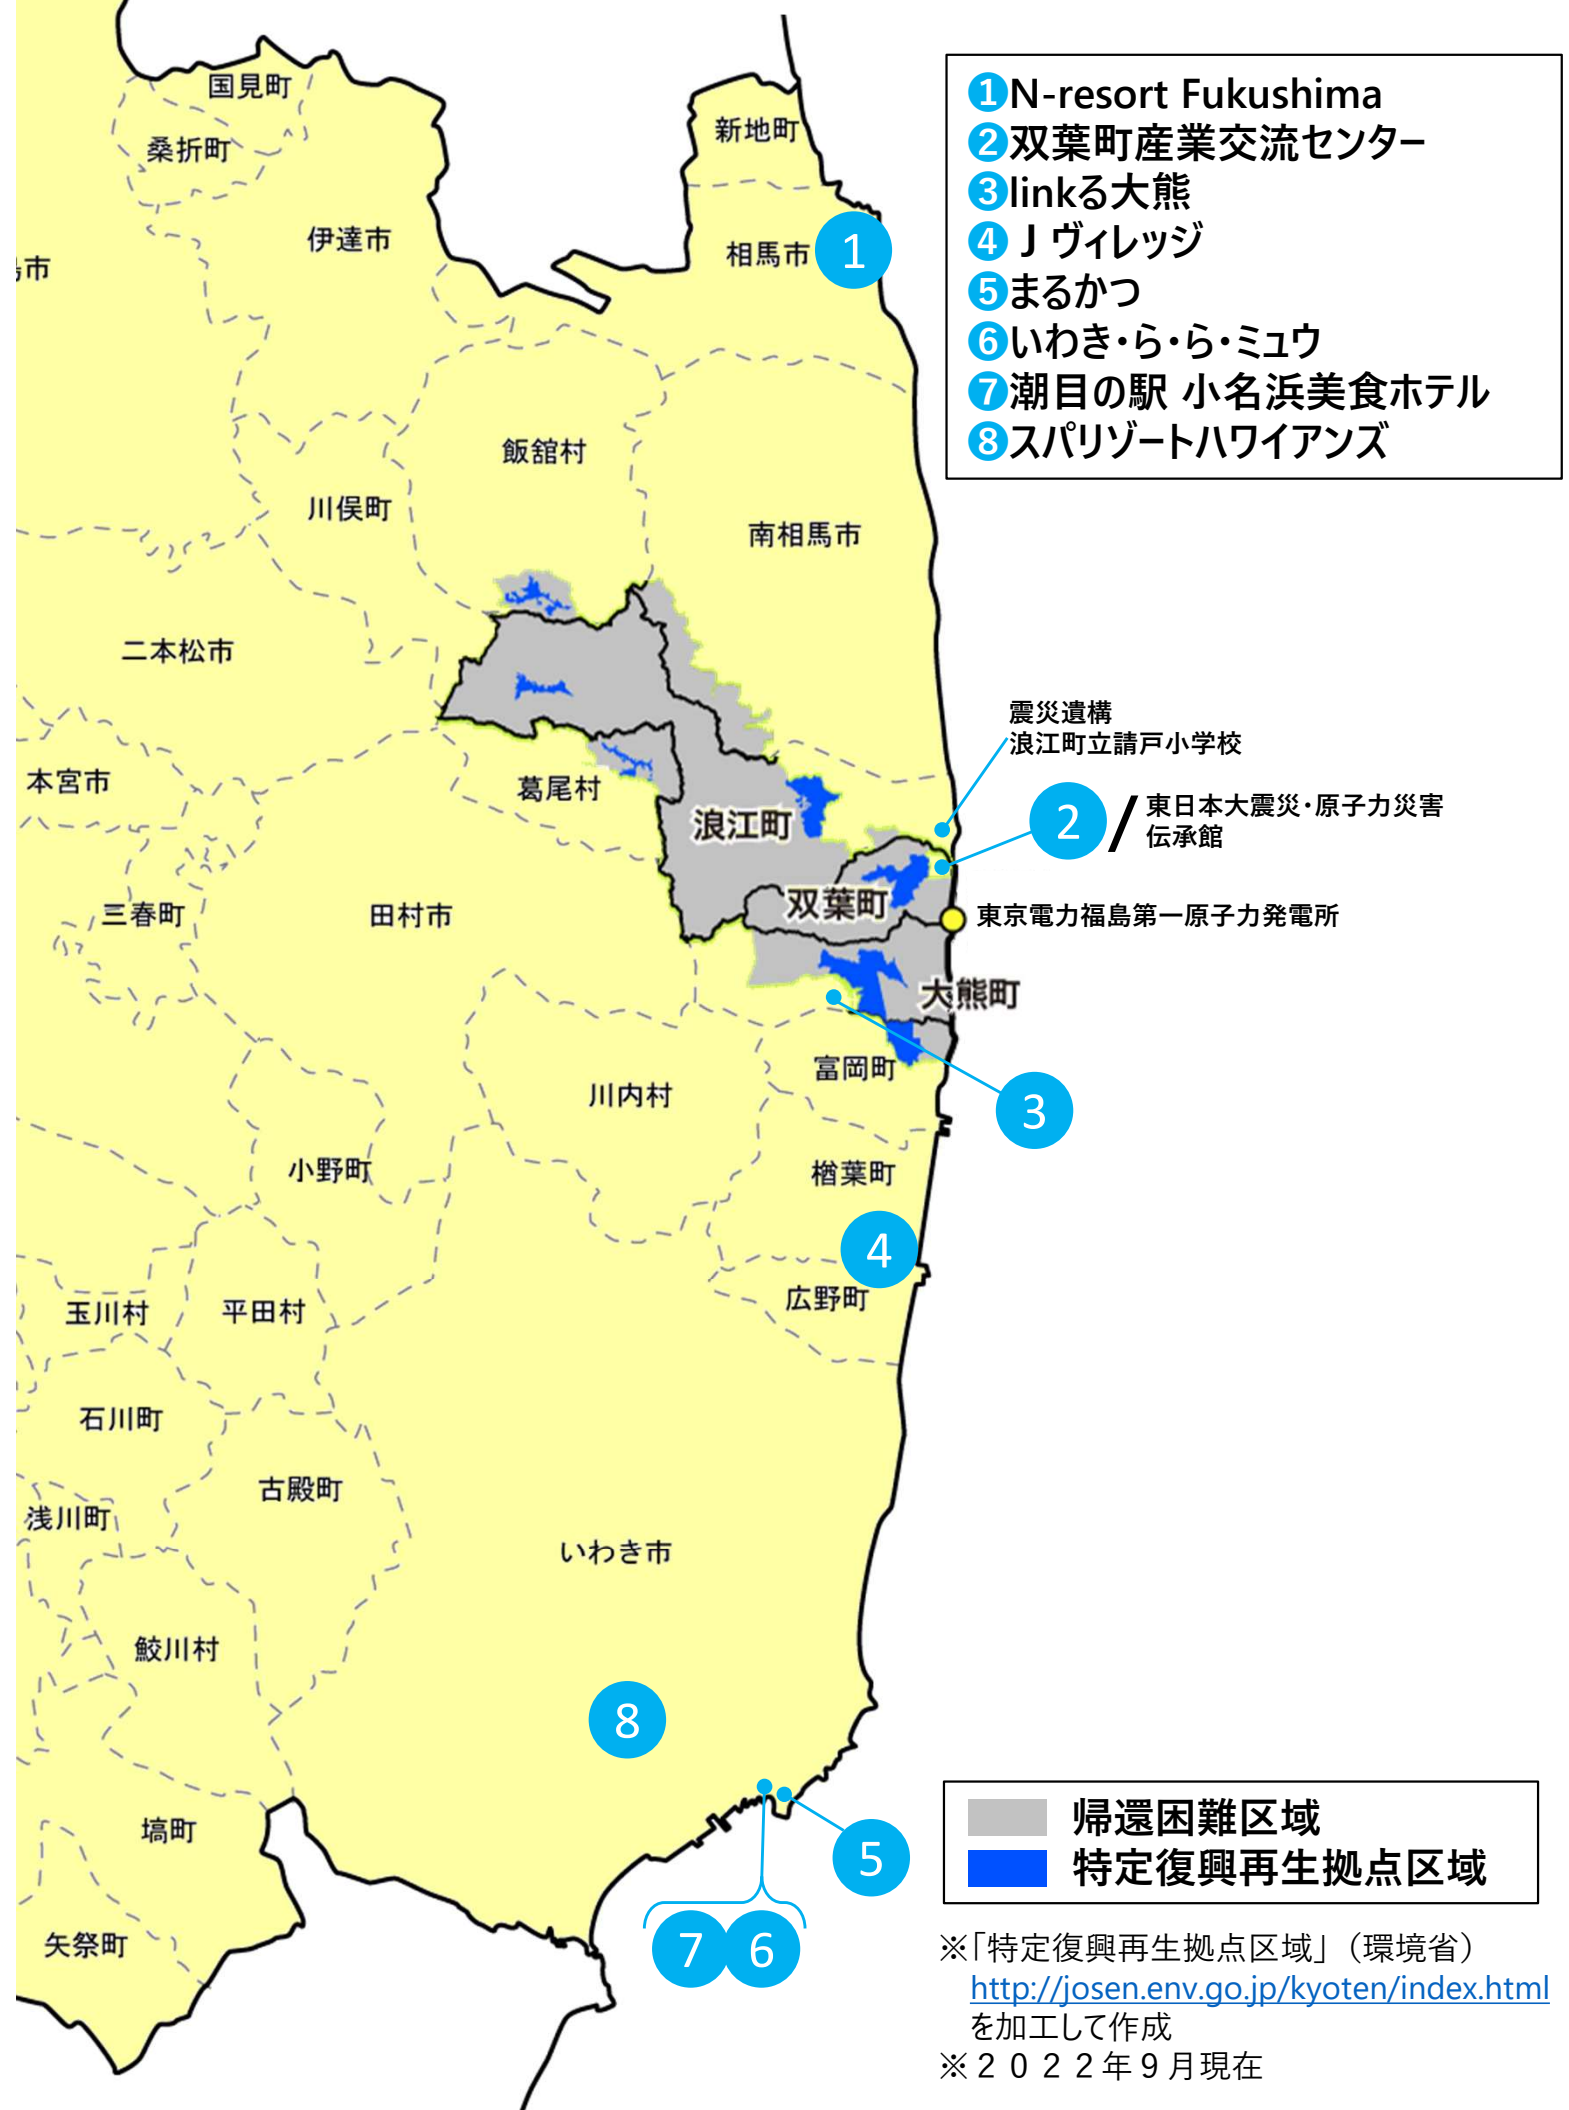 ❶N-resort Fukushima
❷双葉町産業交流センター
❸linkる大熊
❹Ｊヴィレッジ
❺まるかつ
❻いわき・ら・ら・ミュウ
❼潮目の駅 小名浜美食ホテル
❽スパリゾートハワイアンズ
国見町
桑折町
新地町
伊達市
相馬市
1
市
飯舘村
川俣町
南相馬市
二本松市
震災遺構
浪江町立請戸小学校
本宮市
葛尾村
浪江町
2 / 東日本大震災・原子力災害
伝承館
双葉町
三春町
田村市
東京電力福島第一原子力発電所
大熊町
富岡町
川内村
3
小野町
楢葉町
4
広野町
玉川村
平田村
石川町
古殿町
浅川町
いわき市
鮫川村
8
塙町
5
矢祭町
7
6
帰還困難区域
特定復興再生拠点区域
※「特定復興再生拠点区域」（環境省）
http://josen.env.go.jp/kyoten/index.html
を加工して作成
※２０２２年９月現在